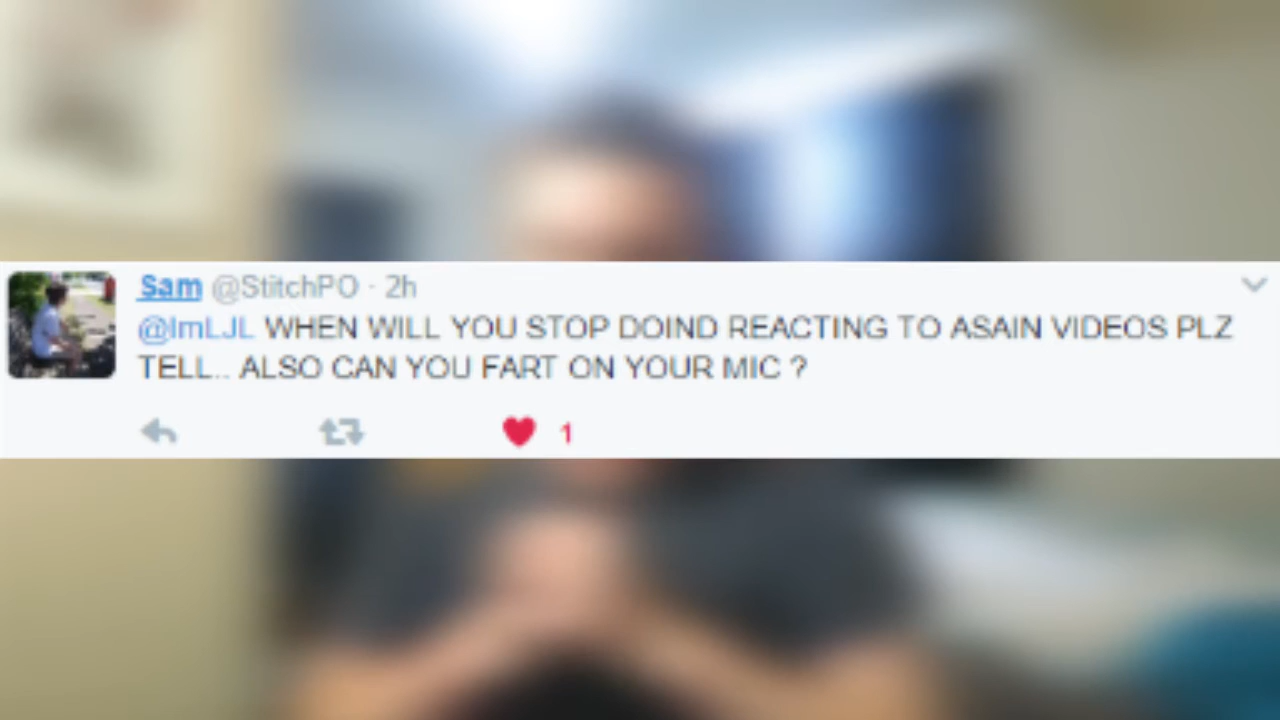 Sam @StitchPO · 2h
@ImLJL WHEN WILL YOU STOP DOIND REACTING TO ASAIN VIDEOS PLZ
TELL.. ALSO CAN YOU FART ON YOUR MIC ?
1